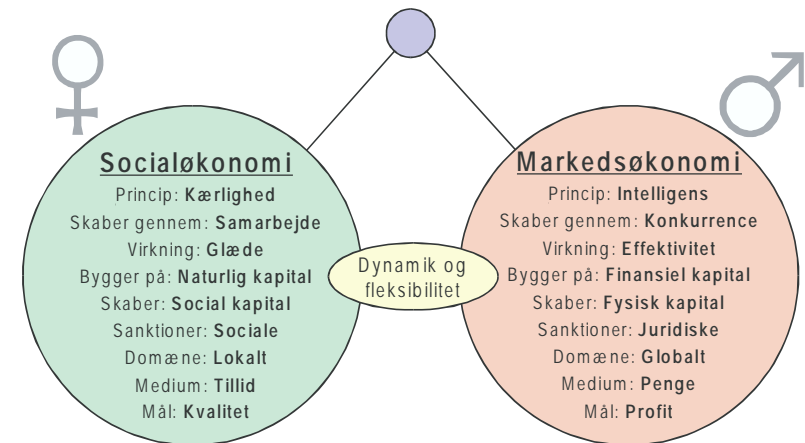 Socialøkonomi
Princip: Kærlighed
Skaber gennem: Samarbejde
Virkning: Glæde
Bygger på: Naturlig kapital
Skaber: Social kapital
Sanktioner: Sociale
Domæne: Lokalt
Medium: Tillid
Mål: Kvalitet
Dynamik og
fleksibilitet
Markedsøkonomi
Princip: Intelligens
Skaber gennem: Konkurrence
Virkning: Effektivitet
Bygger på: Finansiel kapital
Skaber: Fysisk kapital
Sanktioner: Juridiske
Domæne: Globalt
Medium: Penge
Mål: Profit